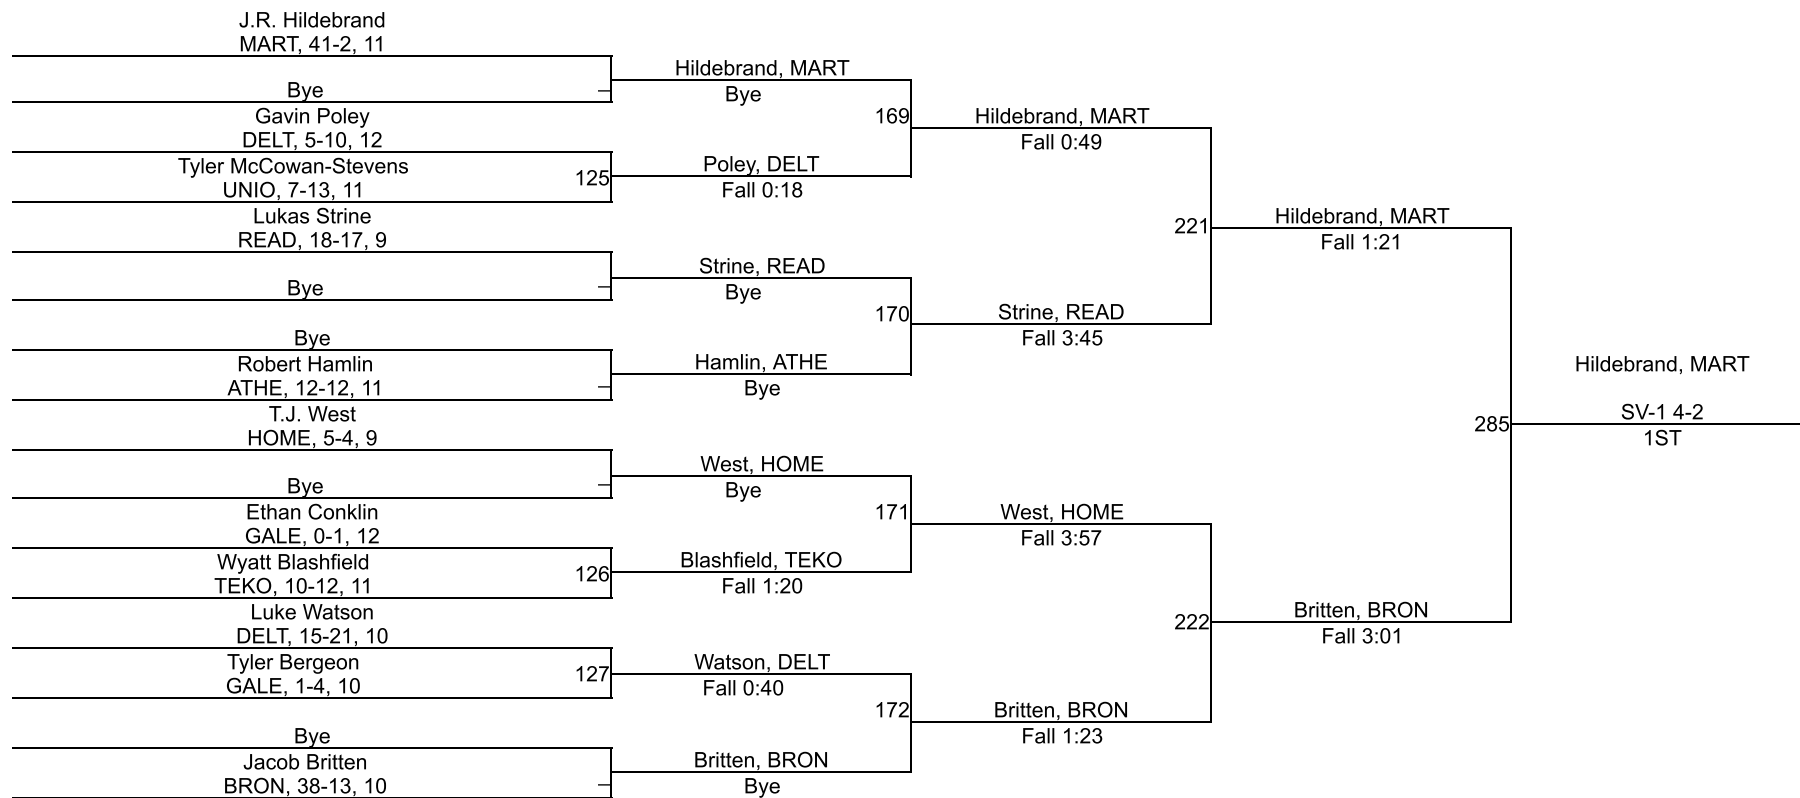 J.R. Hildebrand
MART, 41-2, 11
Bye
Gavin Poley
DELT, 5-10, 12
Tyler McCowan-Stevens
UNIO, 7-13, 11
Lukas Strine
READ, 18-17, 9
Bye
Bye
Robert Hamlin
ATHE, 12-12, 11
T.J. West
HOME, 5-4, 9
Bye
Ethan Conklin
GALE, 0-1, 12
Wyatt Blashfield
TEKO, 10-12, 11
Luke Watson
DELT, 15-21, 10
Tyler Bergeon
GALE, 1-4, 10
Bye
Jacob Britten
BRON, 38-13, 10
125
126
127
Hildebrand, MART
Bye
Poley, DELT
Fall 0:18
Strine, READ
Bye
Hamlin, ATHE
Bye
West, HOME
Bye
Blashfield, TEKO
Fall 1:20
Watson, DELT
Fall 0:40
Britten, BRON
Bye
169
170
171
172
Hildebrand, MART
Fall 0:49
Strine, READ
Fall 3:45
West, HOME
Fall 3:57
Britten, BRON
Fall 1:23
221
222
Hildebrand, MART
Fall 1:21
Britten, BRON
Fall 3:01
285
Hildebrand, MART
SV-1 4-2
1ST